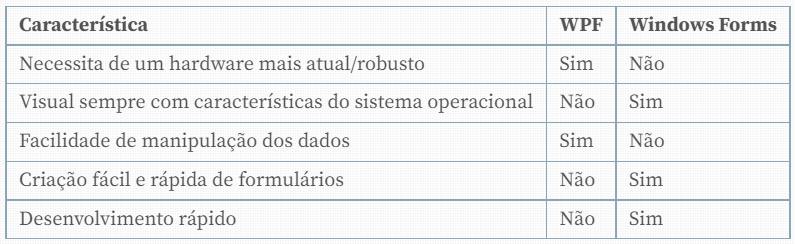 Característica WPF Windows Forms
Necessita de um hardware mais atual/robusto Sim Não
Visual sempre com características do sistema operacional Não Sim
Facilidade de manipulação dos dados Sim Não
Criação fácil e rápida de formulários Não Sim
Desenvolvimento rápido Não Sim